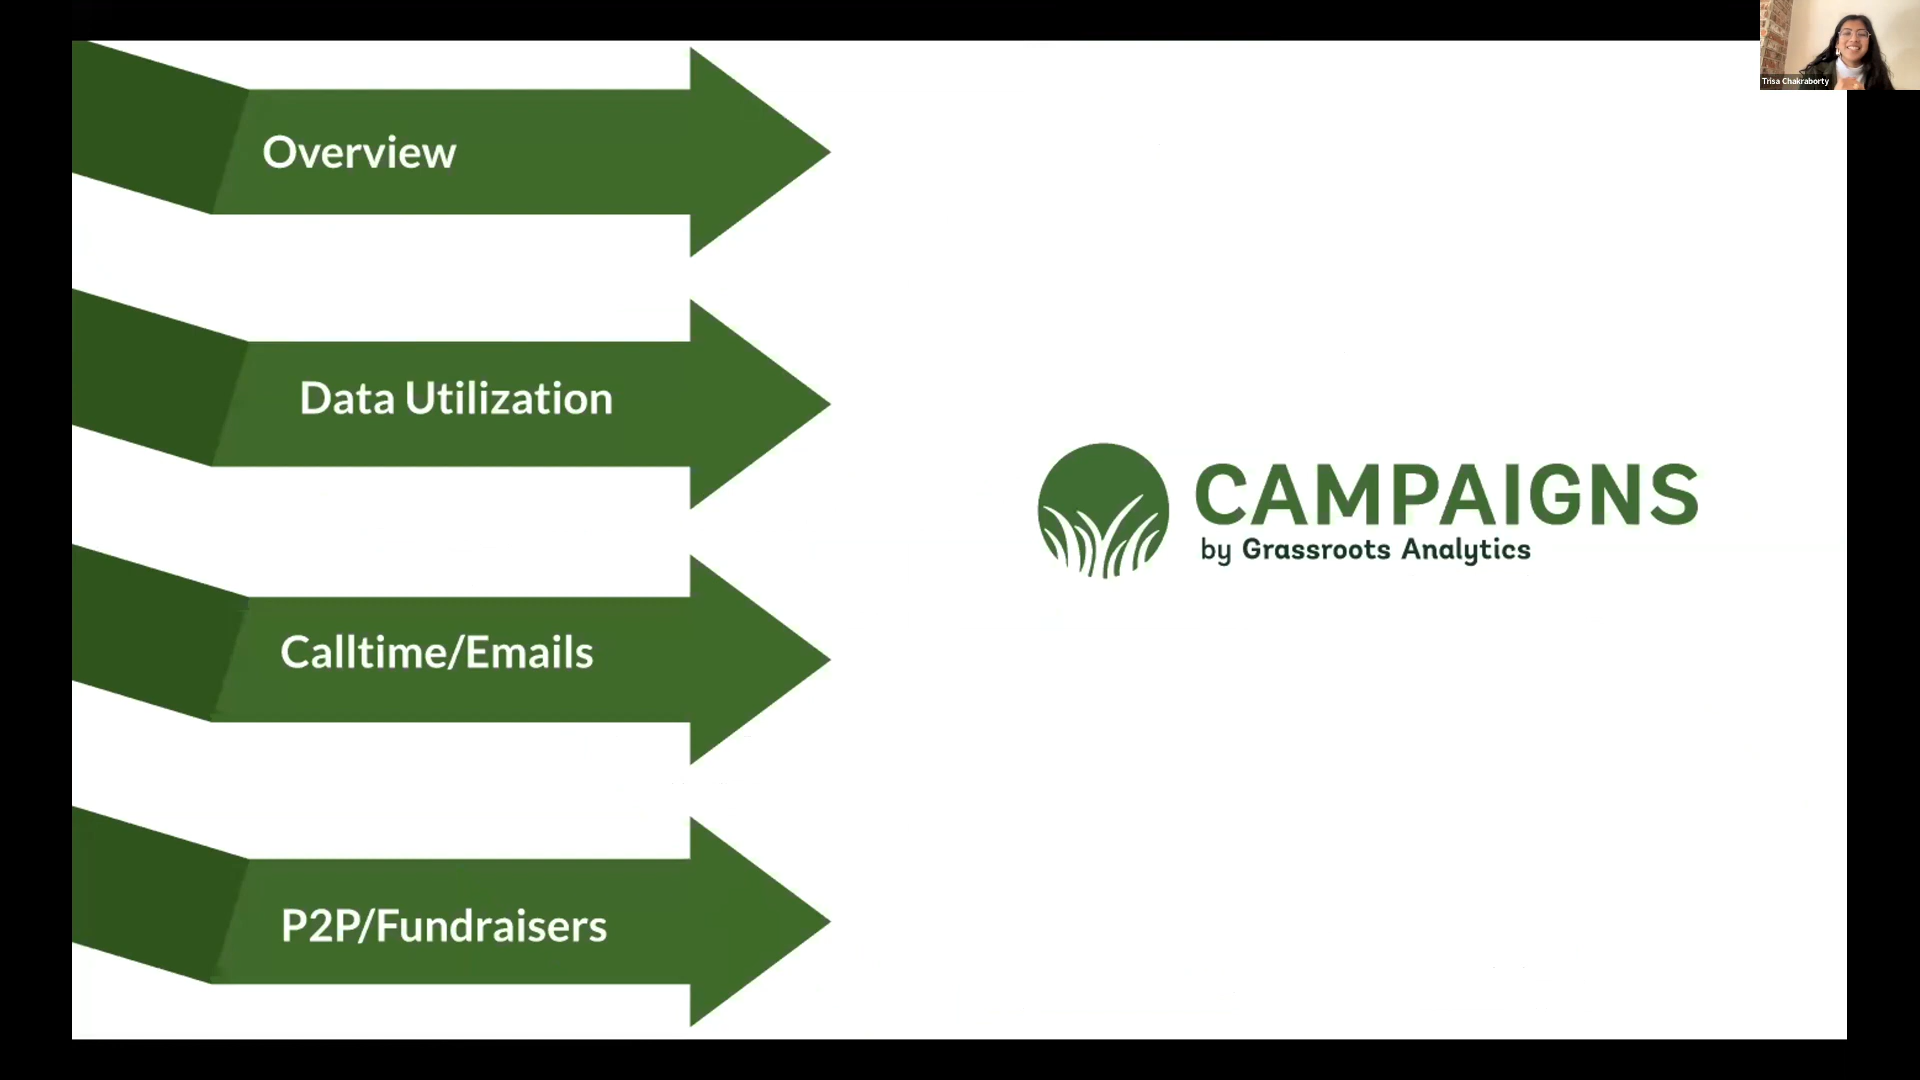 Overview
Data Utilization
Calltime/Emails
P2P/Fundraisers
CAMPAIGNS
by Grassroots Analytics
Trisa Chakraborty